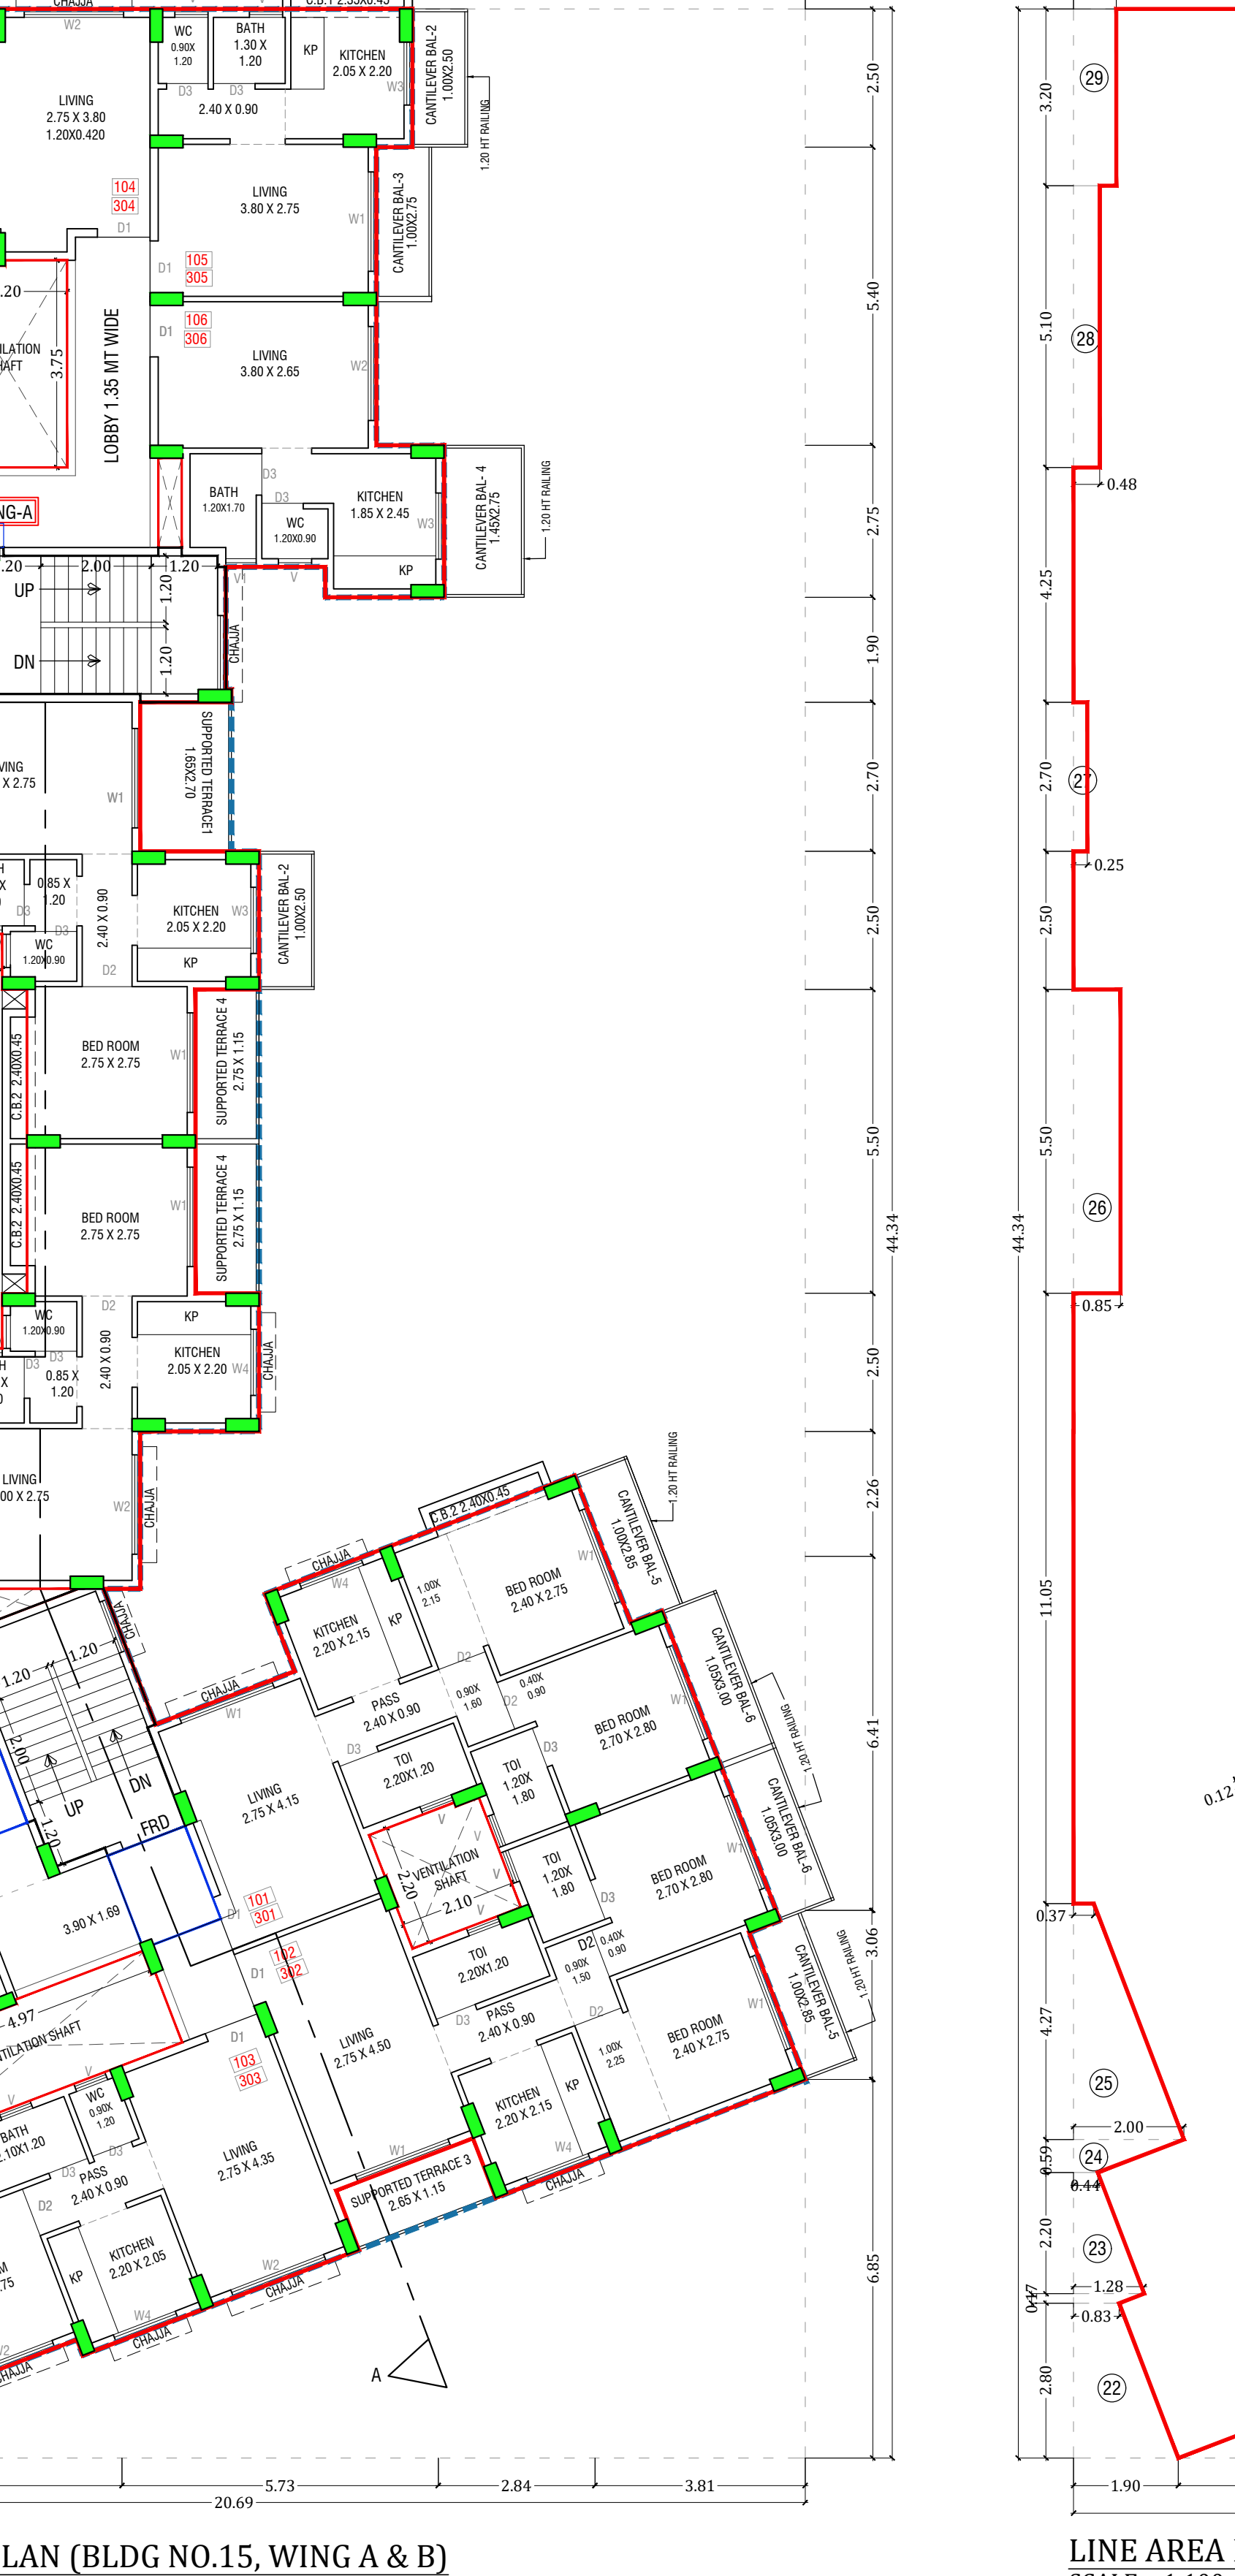 CHAJJA
W2
WC
0.90X
1.20
BATH
1.30 X
1.20
KP
KITCHEN
2.05 X 2.20
W3
D3
D3
2.40 X 0.90
CANTILEVER BAL-2
1.00X2.50
1.20 HT RAILING
LIVING
2.75 X 3.80
1.20X0.420
104
304
D1
LIVING
3.80 X 2.75
W1
CANTILEVER BAL-3
1.00X2.75
D1
105
305
106
306
D1
LIVING
3.80 X 2.65
W2
LOBBY 1.35 MT WIDE
3.75
BATH
1.20X1.70
D3
D3
WC
1.20X0.90
KITCHEN
1.85 X 2.45
W3
KP
CANTILEVER BAL- 4
1.45X2.75
1.20 HT RAILING
V1
V
2.00
1.20
UP
DN
1.20
1.20
CHAJJA
SUPPORTED TERRACE1
1.65X2.70
X 2.75
W1
0.85 X
1.20
D3
D3
WC
1.20X0.90
2.40 X 0.90
KITCHEN
2.05 X 2.20
W3
KP
D2
CANTILEVER BAL-2
1.00X2.50
C.B.2 2.40X0.45
BED ROOM
2.75 X 2.75
W1
SUPPORTED TERRACE 4
2.75 X 1.15
C.B.2 2.40X0.45
BED ROOM
2.75 X 2.75
W1
SUPPORTED TERRACE 4
2.75 X 1.15
D2
WC
1.20X0.90
D3
D3
0.85 X
1.20
2.40 X 0.90
KP
KITCHEN
2.05 X 2.20
W4
CHAJJA
LIVING
00 X 2.75
W2
CHAJJA
CHAJJA
1.20
1.20
2.00
1.20
UP
DN
FRD
3.90 X 1.69
4.97
C.B.2 2.40X0.45
CHAJJA
W4
KITCHEN
2.20 X 2.15
KP
1.00X
2.15
BED ROOM
2.40 X 2.75
W1
CANTILEVER BAL-5
1.00X2.85
1.20 HT RAILING
CHAJJA
W1
PASS
2.40 X 0.90
D2
0.90X
1.60
D2
0.40X
0.90
BED ROOM
2.70 X 2.80
W1
CANTILEVER BAL-6
1.05X3.00
1.20 HT RAILING
LIVING
2.75 X 4.15
D3
TOI
2.20X1.20
TOI
1.20X
1.80
D3
V
V
VENTILATION
SHAFT
2.20
2.10
V
V
TOI
1.20X
1.80
D3
BED ROOM
2.70 X 2.80
W1
CANTILEVER BAL-6
1.05X3.00
101
301
D1
102
302
D1
TOI
2.20X1.20
D2
0.40X
0.90
0.90X
1.50
D2
D3
PASS
2.40 X 0.90
BED ROOM
2.40 X 2.75
W1
CANTILEVER BAL-5
1.00X2.85
1.20 HT RAILING
LIVING
2.75 X 4.50
KITCHEN
2.20 X 2.15
KP
1.00X
2.25
W4
CHAJJA
W1
SUPPORTED TERRACE 3
2.65 X 1.15
D1
103
303
V
V
WC
0.90X
1.20
D3
D3
PASS
2.40 X 0.90
D2
LIVING
2.75 X 4.35
W2
CHAJJA
KP
KITCHEN
2.20 X 2.05
W4
CHAJJA
CHAJJA
A
2.50
5.40
2.75
1.90
2.70
2.50
5.50
2.50
2.26
6.41
3.06
6.85
44.34
5.73
2.84
3.81
20.69
LAN (BLDG NO.15, WING A & B)
44.34
3.20
5.10
4.25
2.70
2.50
5.50
11.05
4.27
0.59
2.20
0.17
2.80
29
28
0.48
27
0.25
26
0.85
0.12
0.37
25
2.00
24
0.44
23
1.28
0.83
22
1.90
LINE AREA